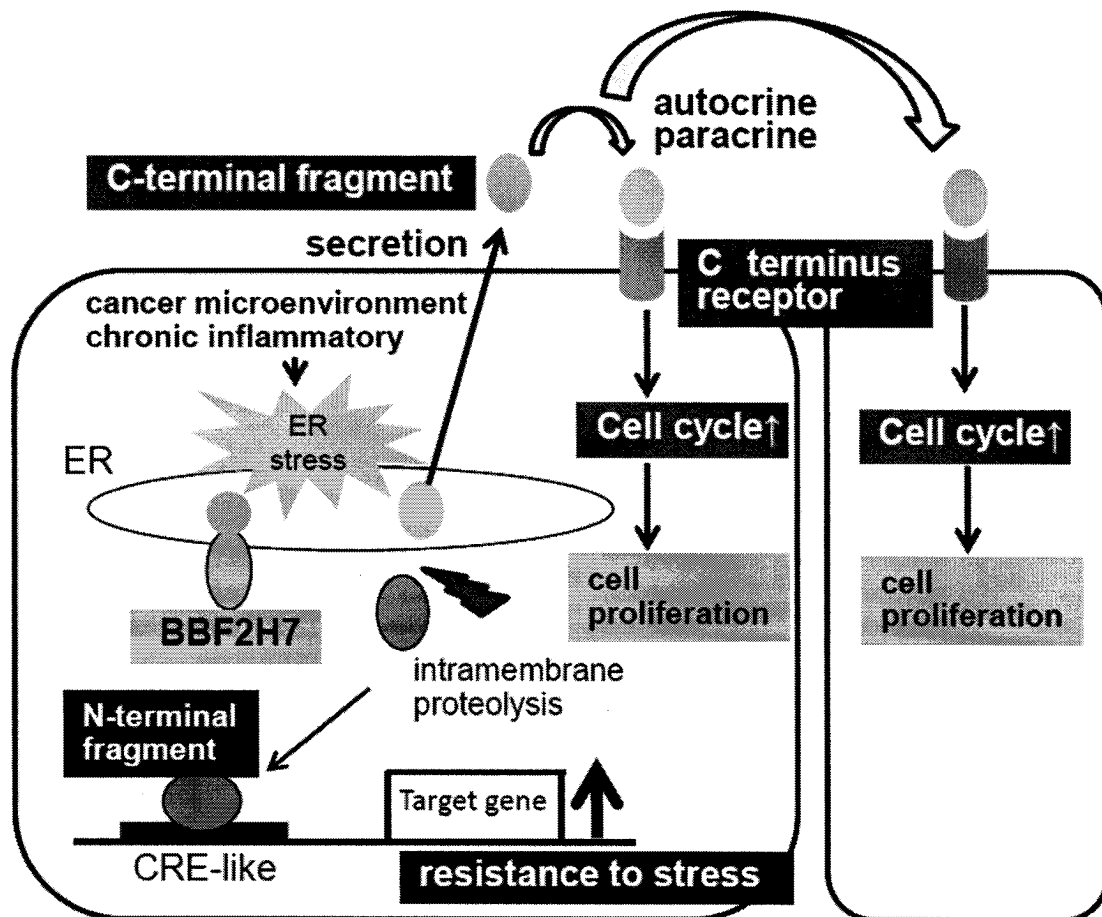 autocrine
paracrine
C-terminal fragment
secretion
C terminus
receptor
cancer microenvironment
chronic inflammatory
ER
stress
ER
Cell cycle↑
Cell cycle↑
cell
proliferation
cell
proliferation
BBF2H7
intramembrane
proteolysis
N-terminal
fragment
Target gene
CRE-like
resistance to stress